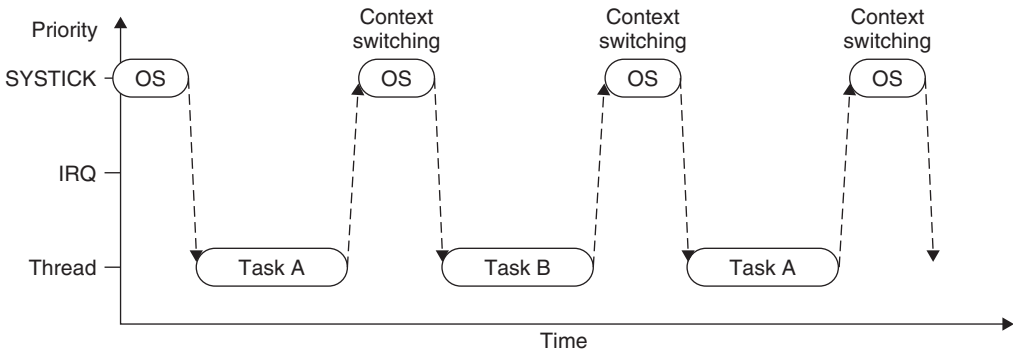 Priority
Context
switching
Context
switching
Context
switching
SYSTICK
OS
OS
OS
OS
IRQ
Thread
Task A
Task B
Task A
Time